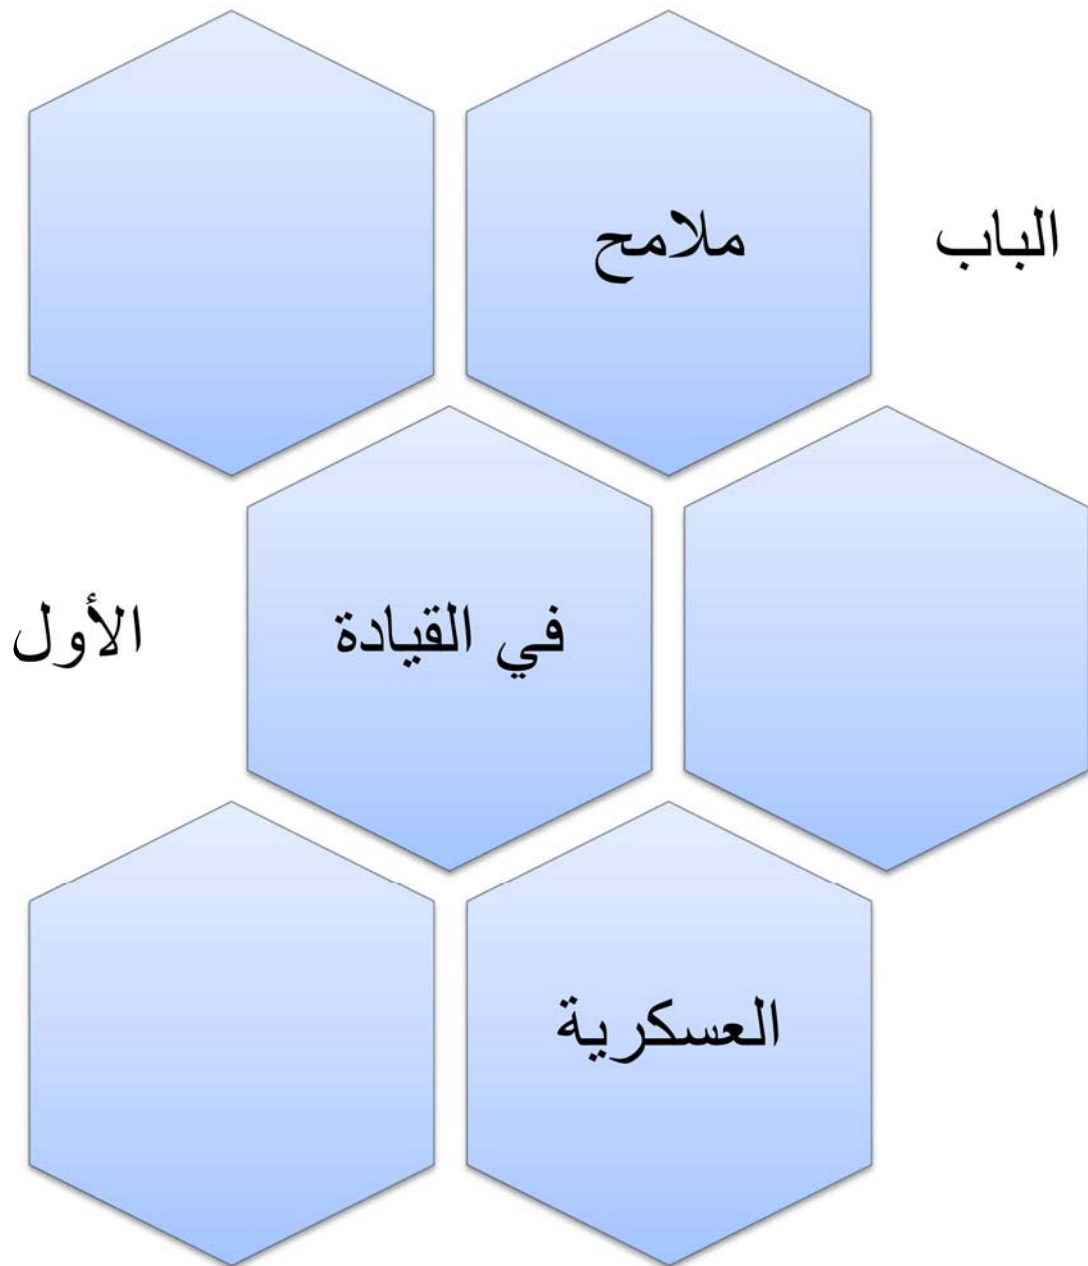 الباب
ملامح
الأول
في القيادة
العسكرية